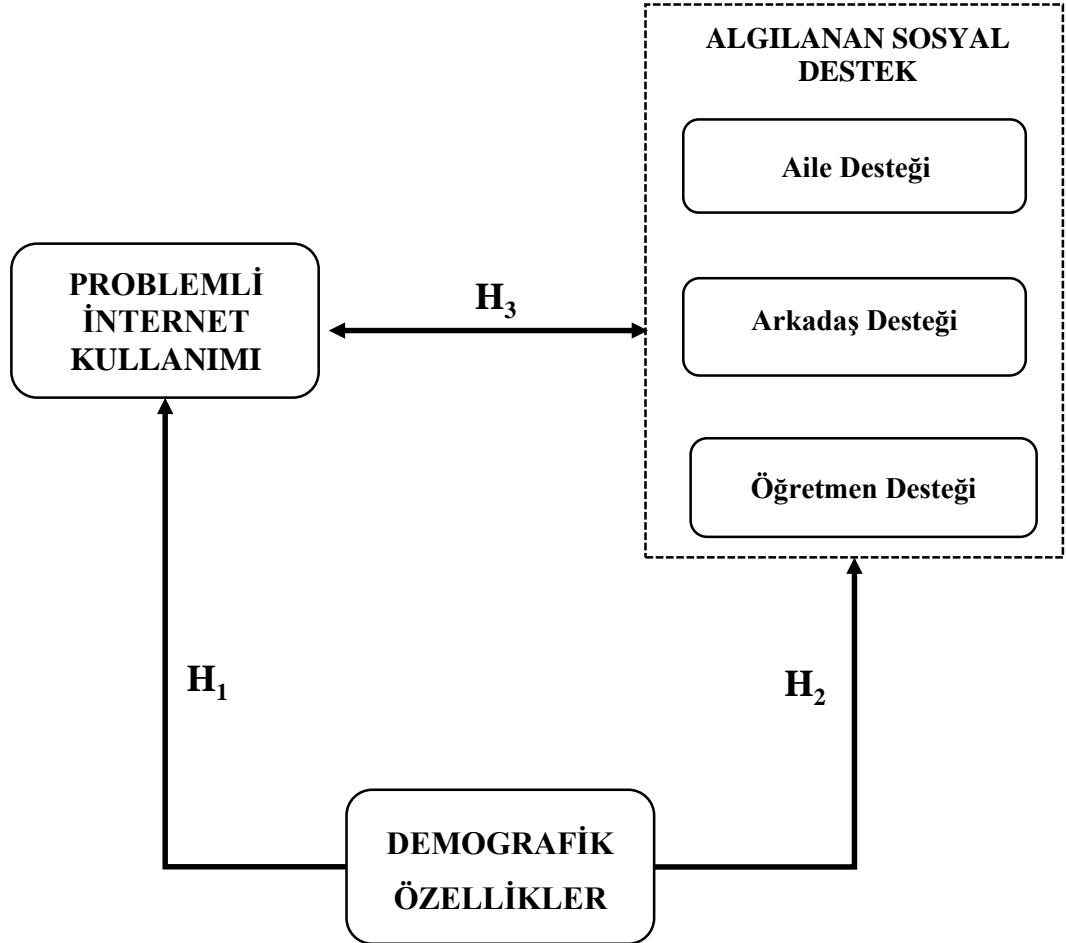 ALGILANAN SOSYAL
DESTEK
Aile Desteği
PROBLEMLİ
İNTERNET
KULLANIMI
H₃
Arkadaş Desteği
Öğretmen Desteği
H₁
H₂
DEMOGRAFİK
ÖZELLİKLER